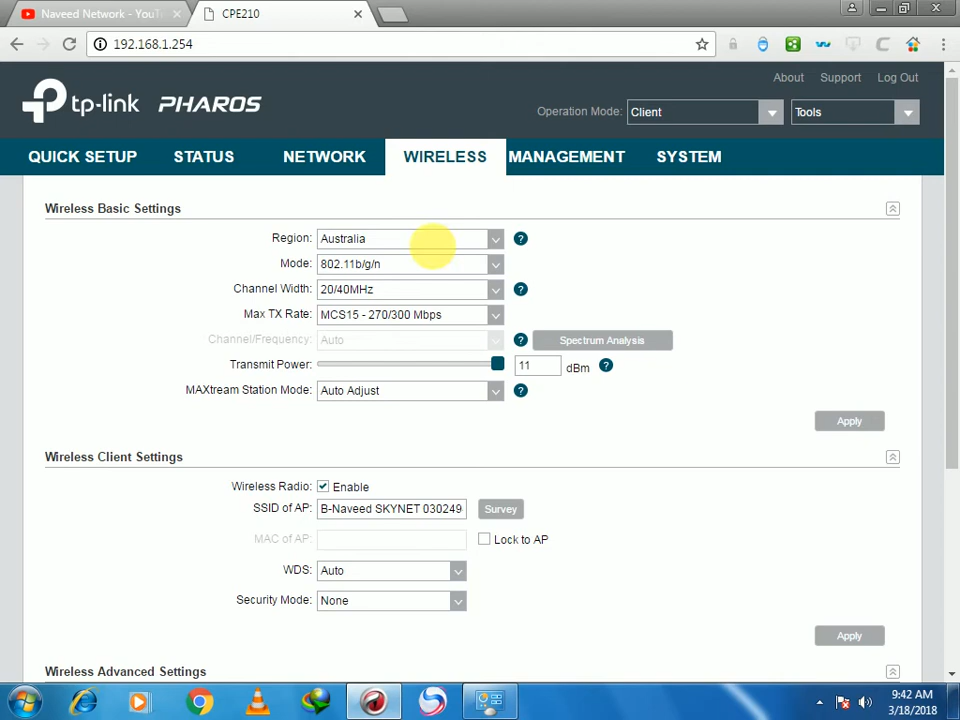 Naveed Network - YouT
CPE210
192.168.1.254
tp-link PHAROS
About Support Log Out
Operation Mode: Client Tools
QUICK SETUP STATUS NETWORK WIRELESS MANAGEMENT SYSTEM
Wireless Basic Settings
Region: Australia ?
Mode: 802.11b/g/n
Channel Width: 20/40MHz ?
Max TX Rate: MCS15 - 270/300 Mbps
Channel/Frequency: Auto ? Spectrum Analysis
Transmit Power: 11 dBm ?
MAXtream Station Mode: Auto Adjust ?
Apply
Wireless Client Settings
Wireless Radio: Enable
SSID of AP: B-Naveed SKYNET 030249 Survey
MAC of AP: Lock to AP
WDS: Auto
Security Mode: None
Apply
Wireless Advanced Settings
9:42 AM
3/18/2018